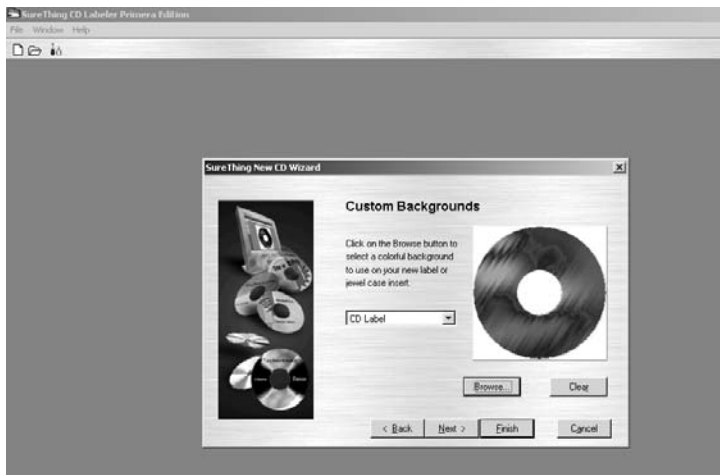 SureThing CD Labeler Primera Edition
File Window Help
SureThing New CD Wizard
Custom Backgrounds
Click on the Browse button to
select a colorful background
to use on your new label or
jewel case insert.
CD Label
Browse... Clear
< Back Next > Finish Cancel